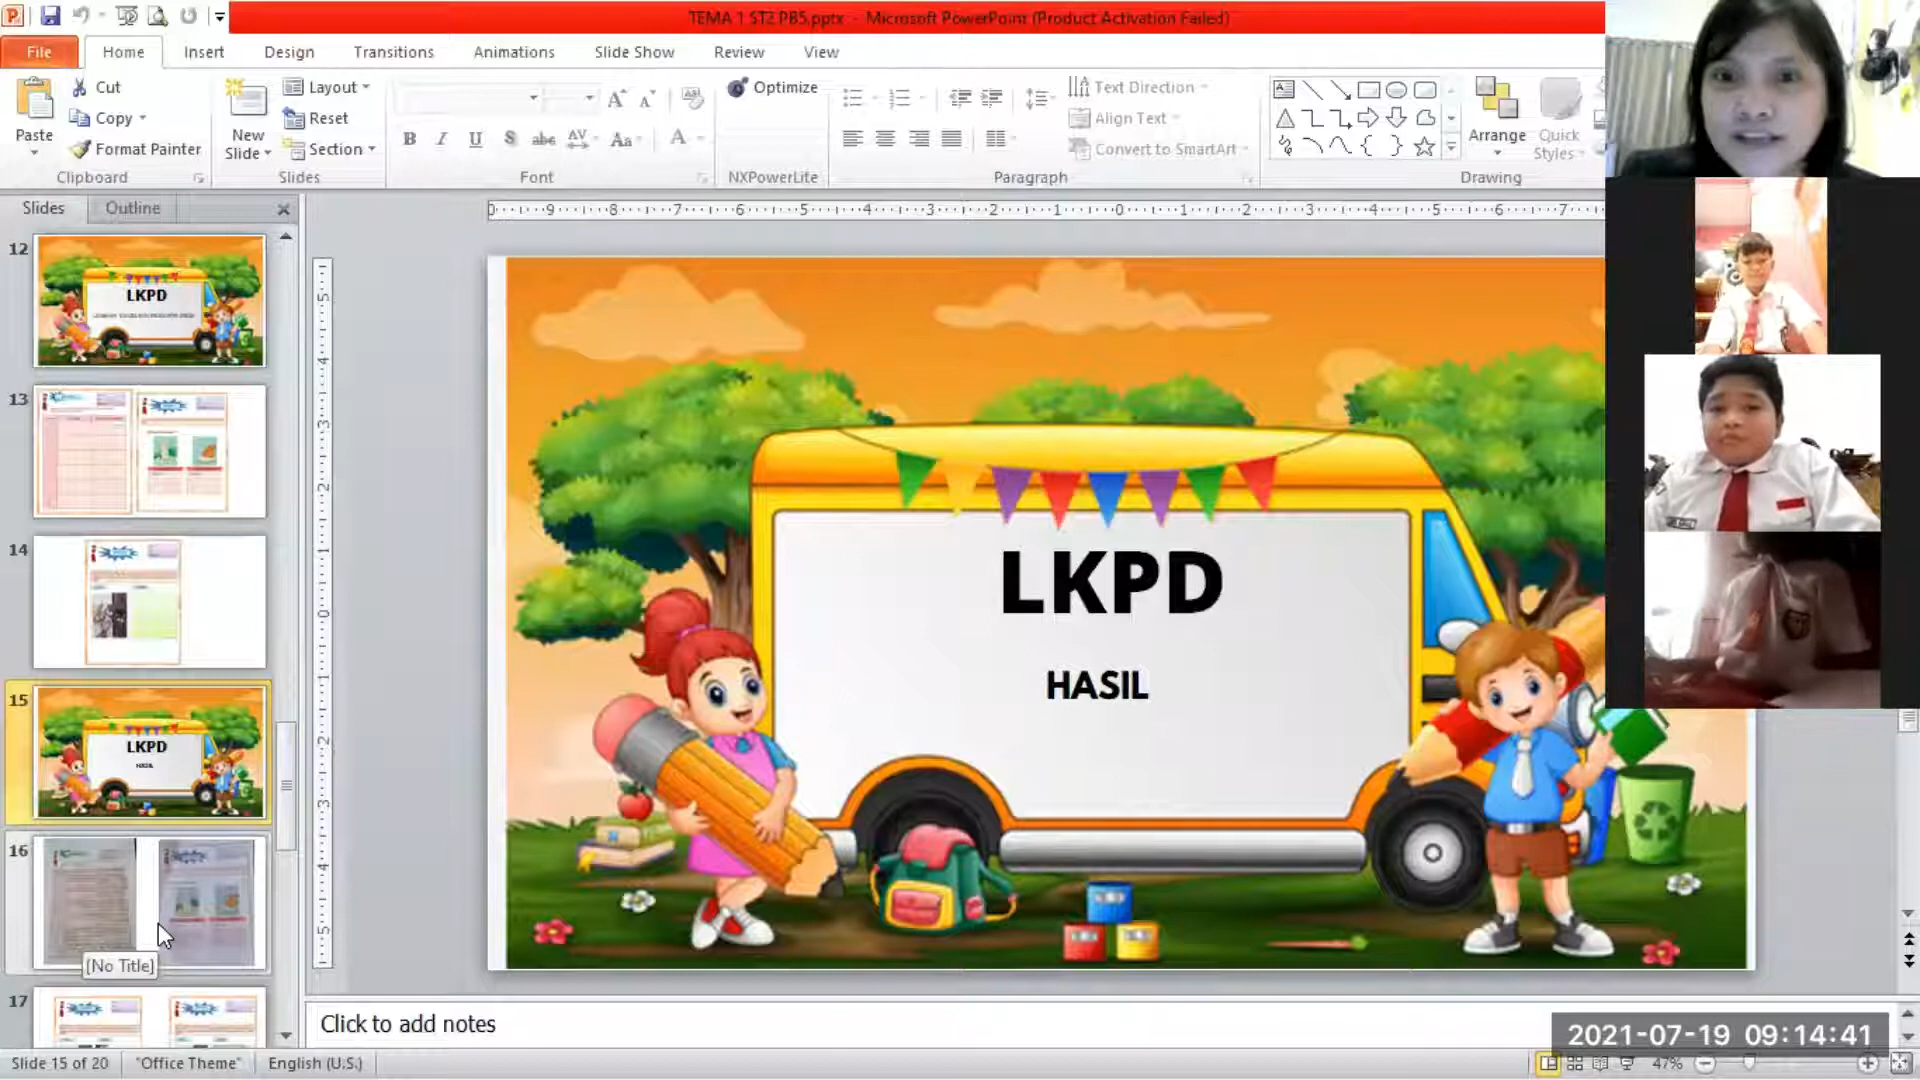 TEMA 1 ST2 PB5.pptx - Microsoft PowerPoint (Product Activation Failed)
File Home Insert Design Transitions Animations Slide Show Review View
Paste
Cut
Copy
Format Painter
Clipboard
New
Slide
Layout
Reset
Section
Slides
Font
Optimize
NXPowerLite
Text Direction
Align Text
Convert to SmartArt
Paragraph
Arrange
Quick
Styles
Drawing
Slides Outline
12
LKPD
13
14
15
LKPD
HASIL
16
[No Title]
17
LKPD
HASIL
Click to add notes
2021-07-19 09:14:41
Slide 15 of 20 "Office Theme" English (U.S.) 47%